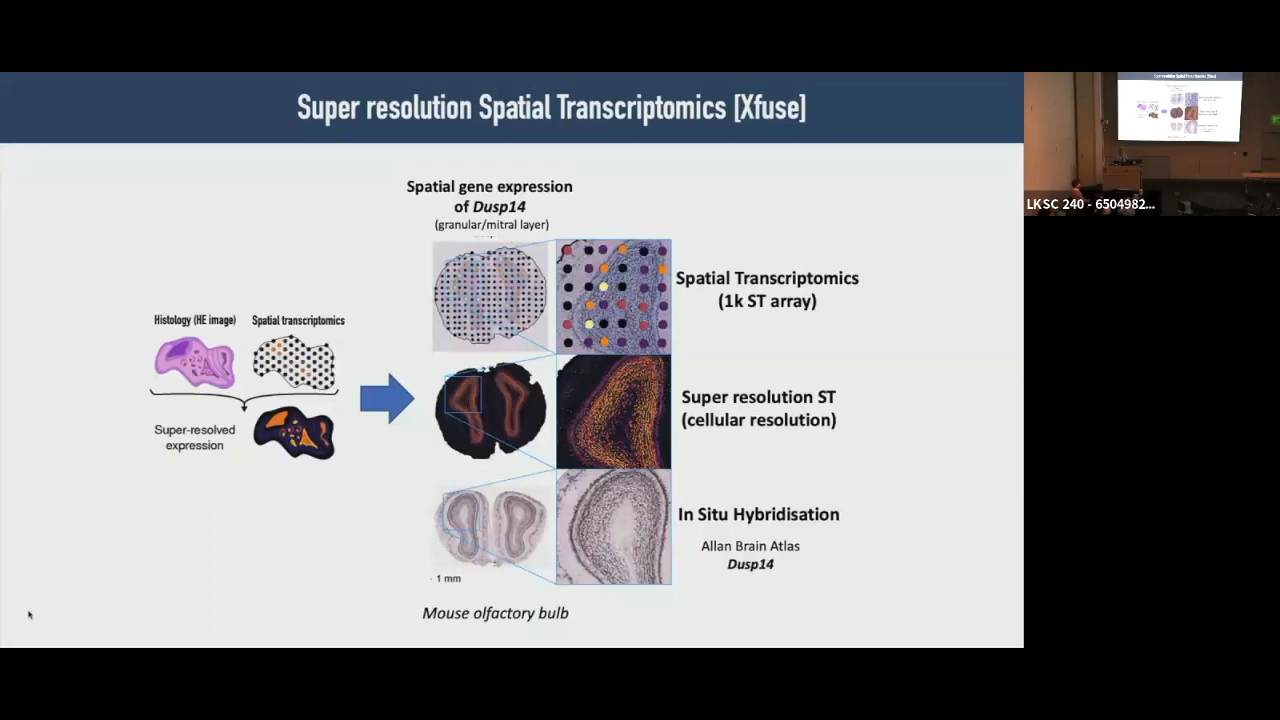 Super resolution Spatial Transcriptomics [Xfuse]
Spatial gene expression
of Dusp14
(granular/mitral layer)
Spatial Transcriptomics
(1k ST array)
Histology (HE image)
Spatial transcriptomics
Super-resolved
expression
Super resolution ST
(cellular resolution)
In Situ Hybridisation
Allan Brain Atlas
Dusp14
1 mm
Mouse olfactory bulb
LKSC 240 - 6504982...